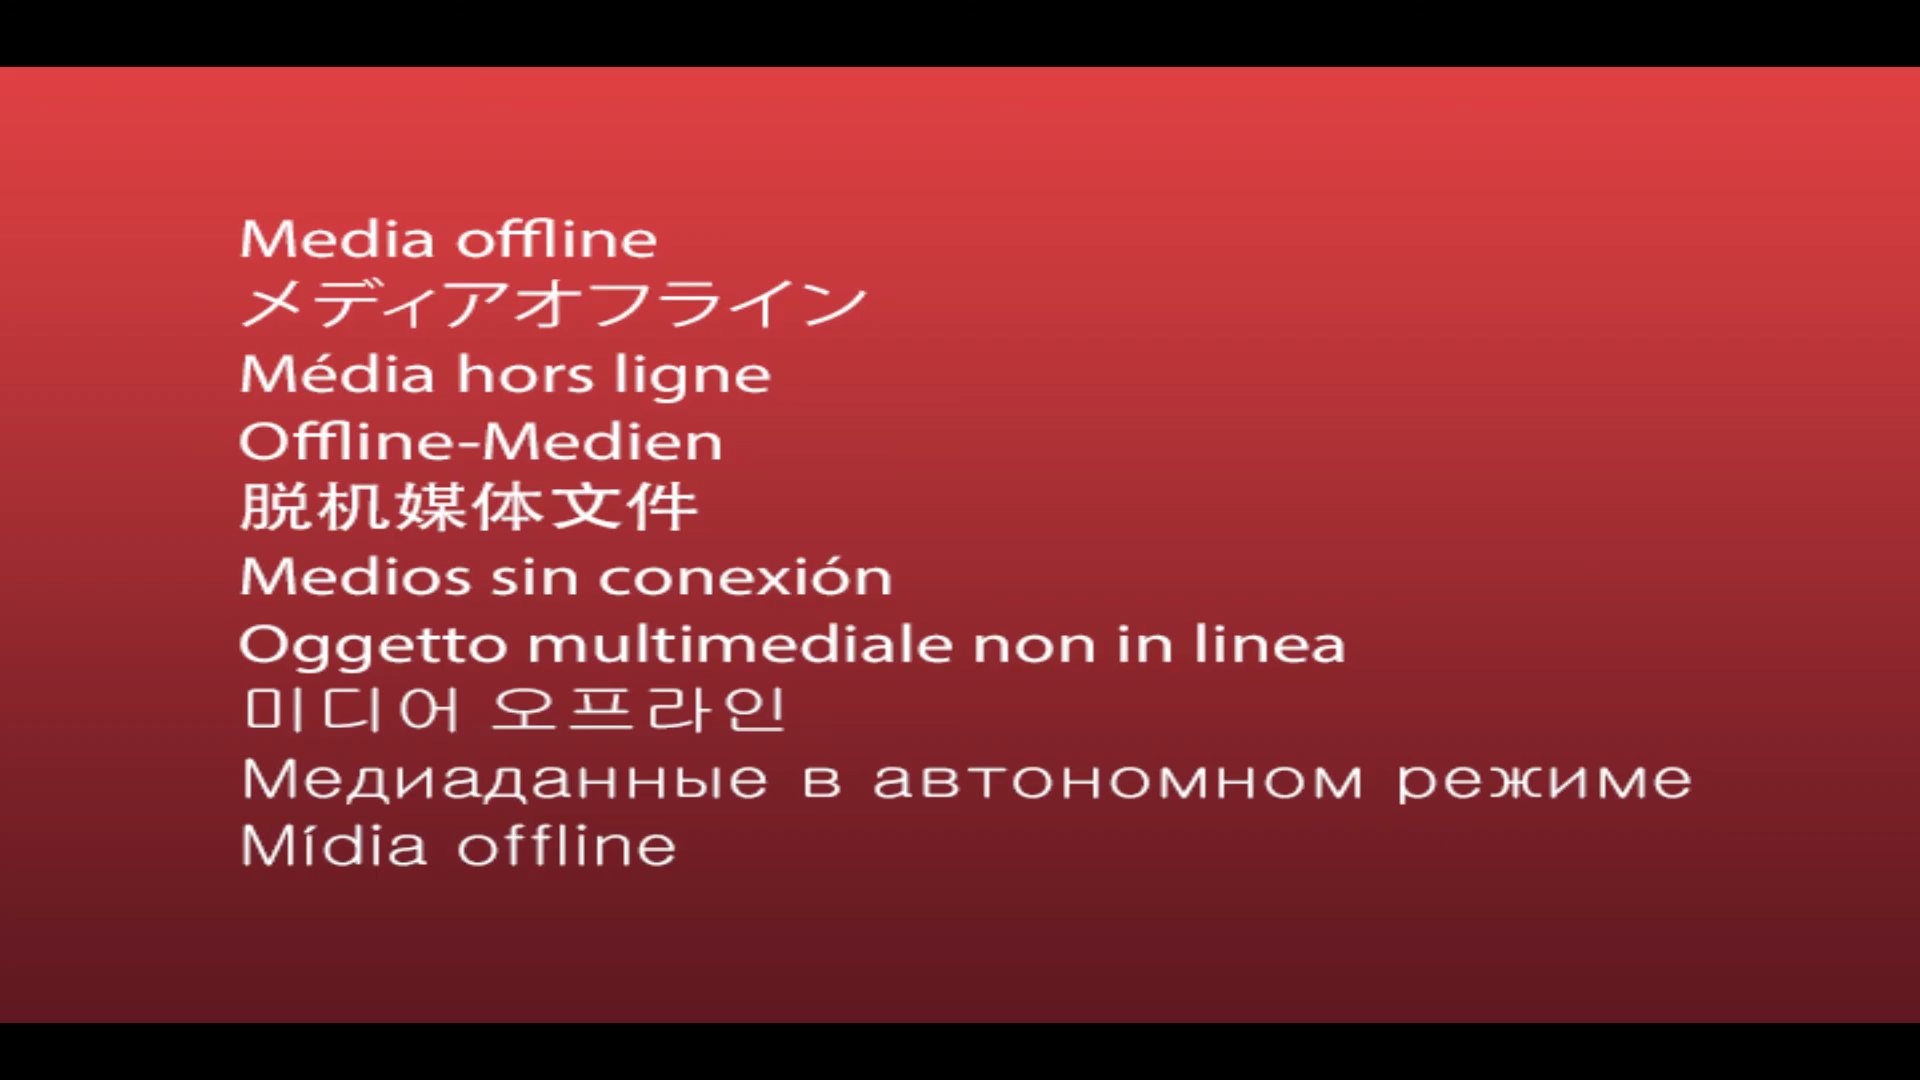 Media offline
メディアオフライン
Média hors ligne
Offline-Medien
脱机媒体文件
Medios sin conexión
Oggetto multimediale non in linea
미디어 오프라인
Медиаданные в автономном режиме
Mídia offline